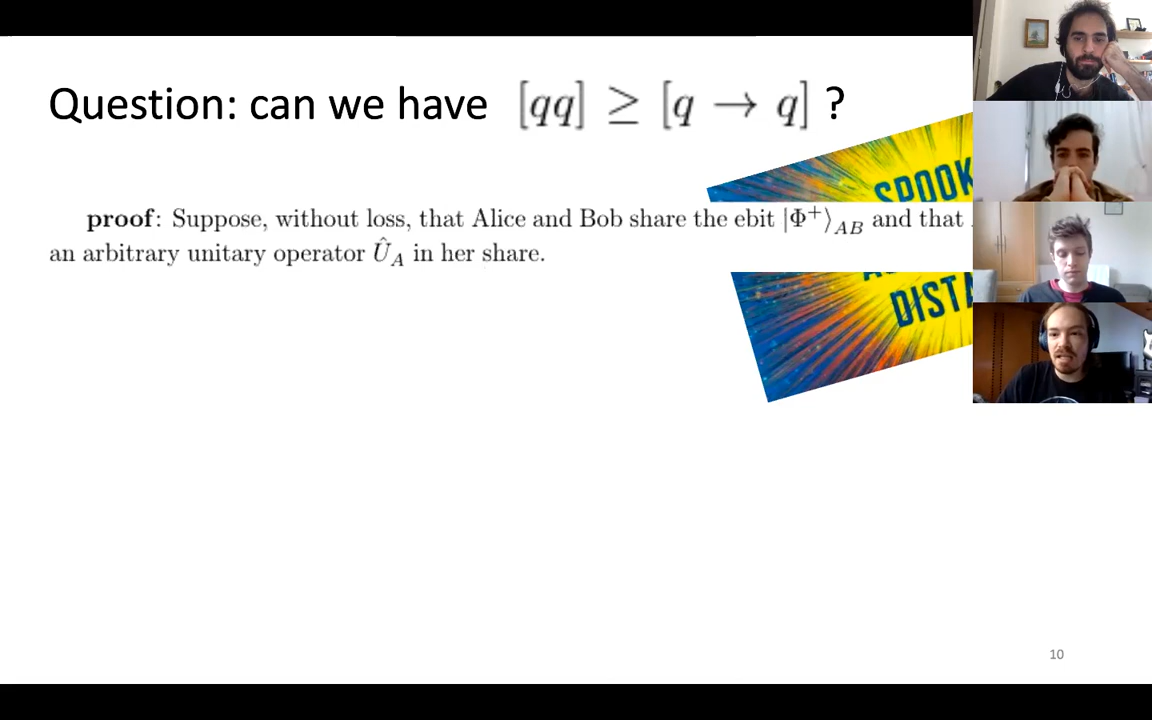 Question: can we have [qq] ≥ [q → q] ?
SPOOK
proof: Suppose, without loss, that Alice and Bob share the ebit |Φ⁺⟩_AB and that
an arbitrary unitary operator Û_A in her share.
DISTA
10